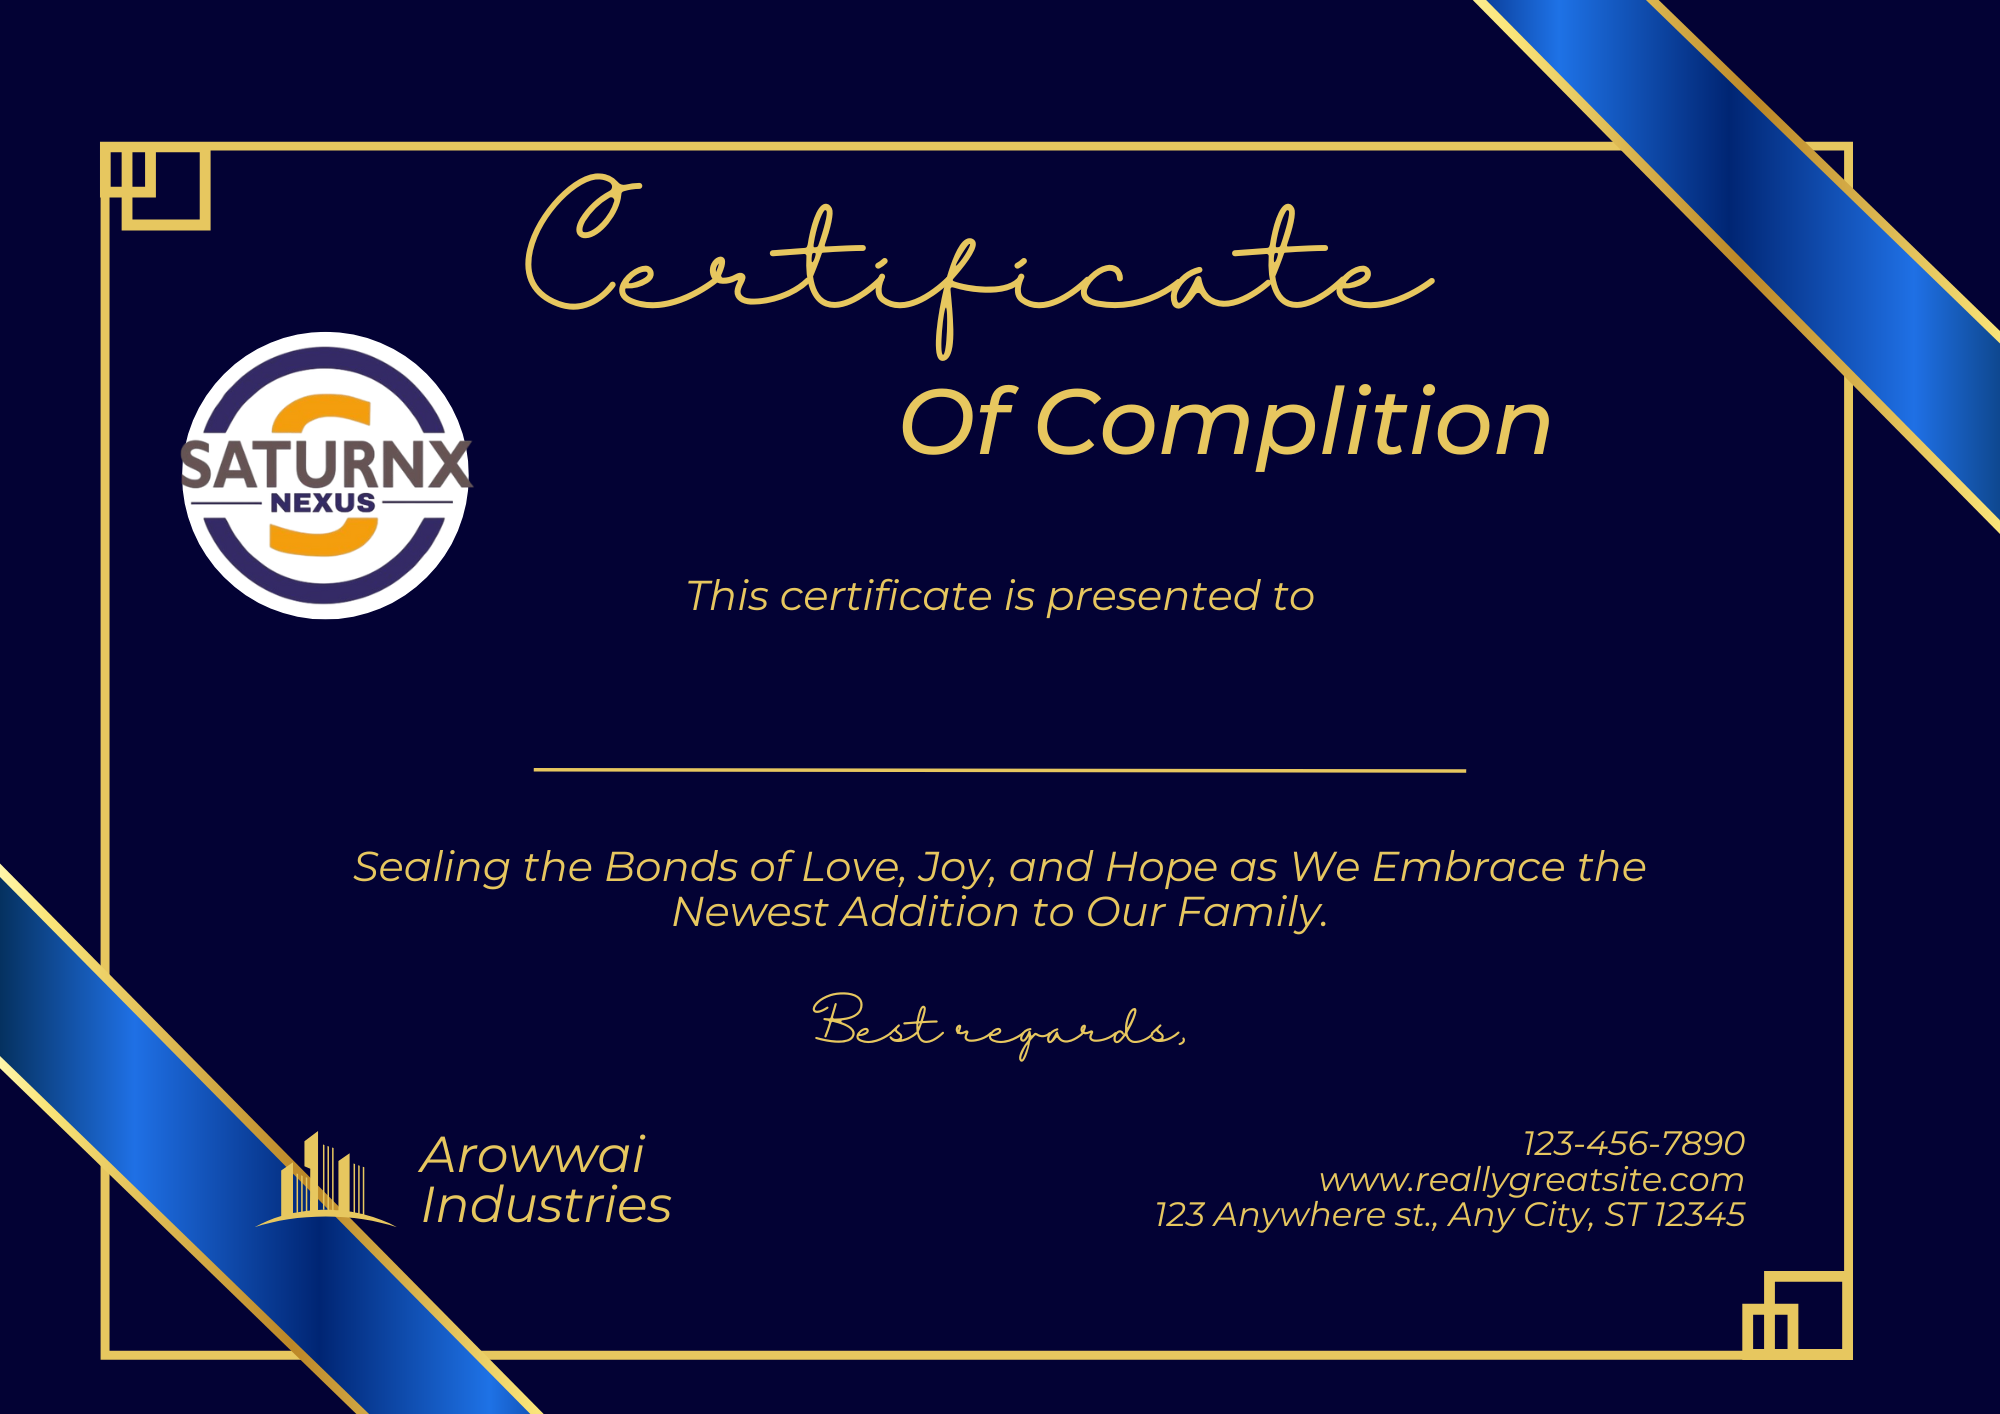 Certificate
Of Complition
SATURNX
NEXUS
This certificate is presented to
Sealing the Bonds of Love, Joy, and Hope as We Embrace the
Newest Addition to Our Family.
Best regards,
Arowwai
Industries
123-456-7890
www.reallygreatsite.com
123 Anywhere st., Any City, ST 12345